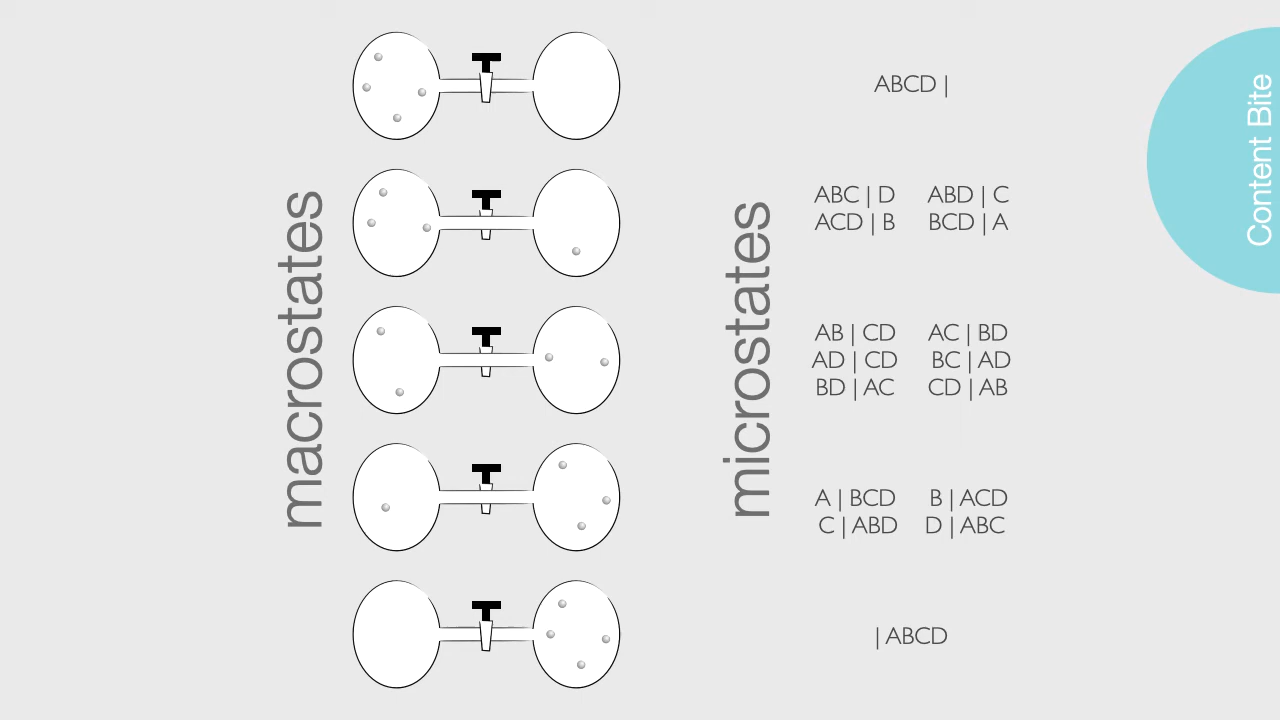 macrostates
microstates
ABCD |
ABC | D ABD | C
ACD | B BCD | A
AB | CD AC | BD
AD | CD BC | AD
BD | AC CD | AB
A | BCD B | ACD
C | ABD D | ABC
| ABCD
Content Bite